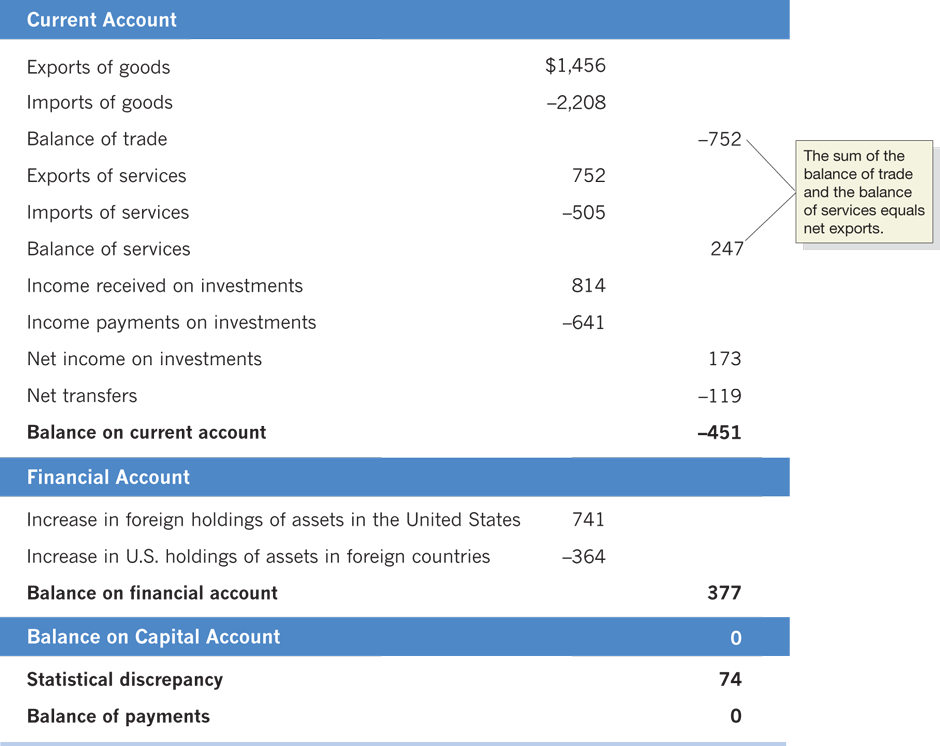 Current Account
Exports of goods $1,456
Imports of goods –2,208
Balance of trade –752
Exports of services 752
Imports of services –505
Balance of services 247
Income received on investments 814
Income payments on investments –641
Net income on investments 173
Net transfers –119
Balance on current account –451
The sum of the
balance of trade
and the balance
of services equals
net exports.
Financial Account
Increase in foreign holdings of assets in the United States 741
Increase in U.S. holdings of assets in foreign countries –364
Balance on financial account 377
Balance on Capital Account 0
Statistical discrepancy 74
Balance of payments 0